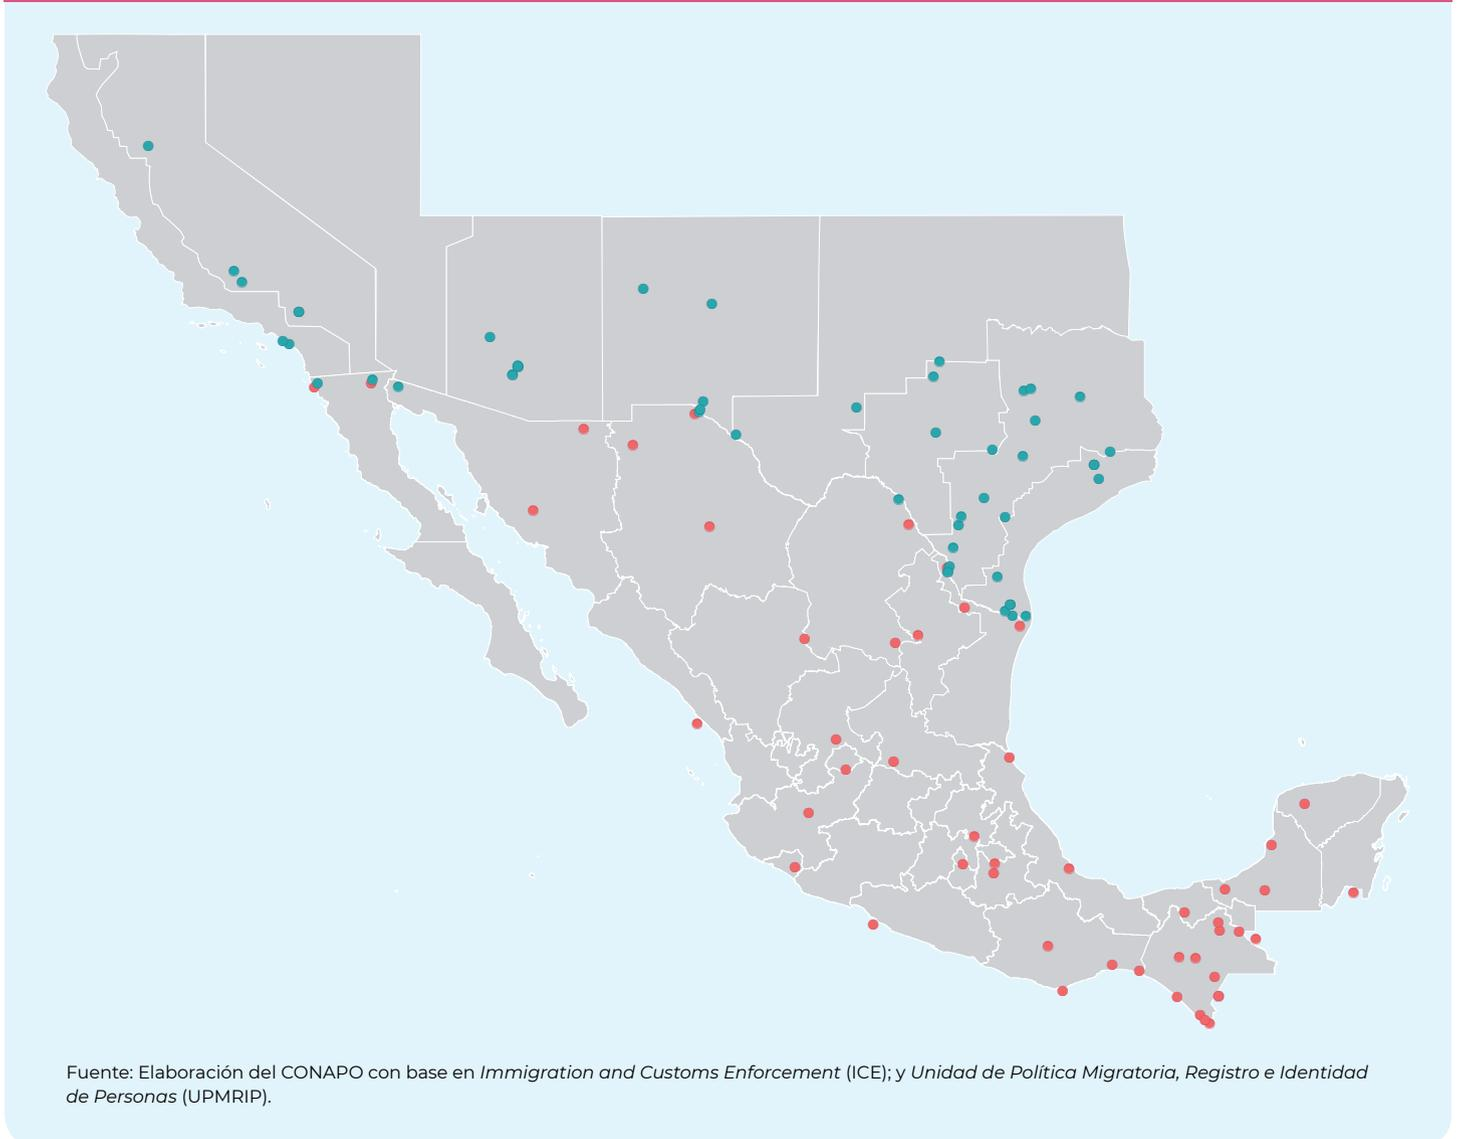 Fuente: Elaboración del CONAPO con base en Immigration and Customs Enforcement (ICE); y Unidad de Política Migratoria, Registro e Identidad
de Personas (UPMRIP).